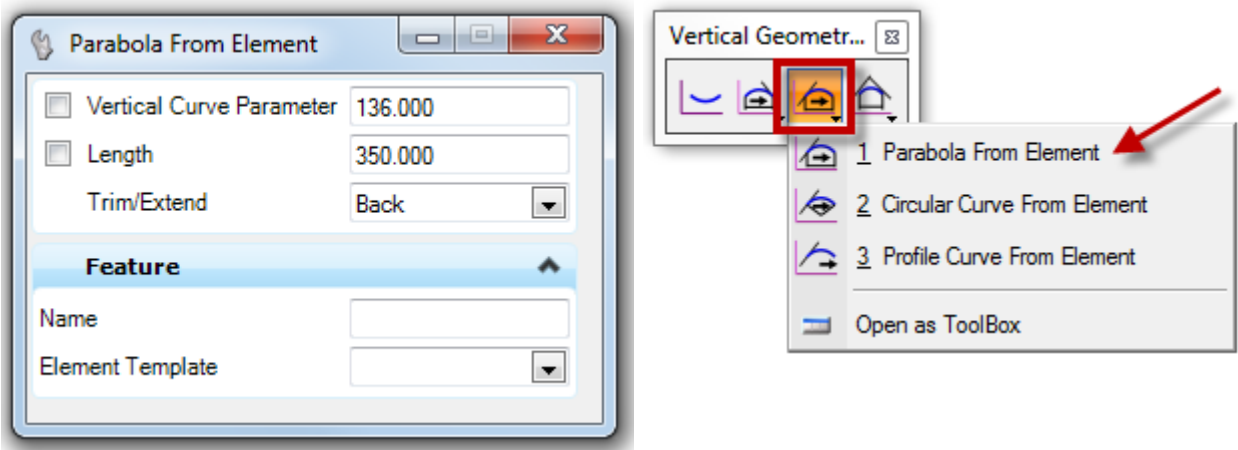 Parabola From Element
Vertical Curve Parameter 136.000
Length 350.000
Trim/Extend Back
Feature
Name
Element Template
Vertical Geometr...
1 Parabola From Element
2 Circular Curve From Element
3 Profile Curve From Element
Open as ToolBox